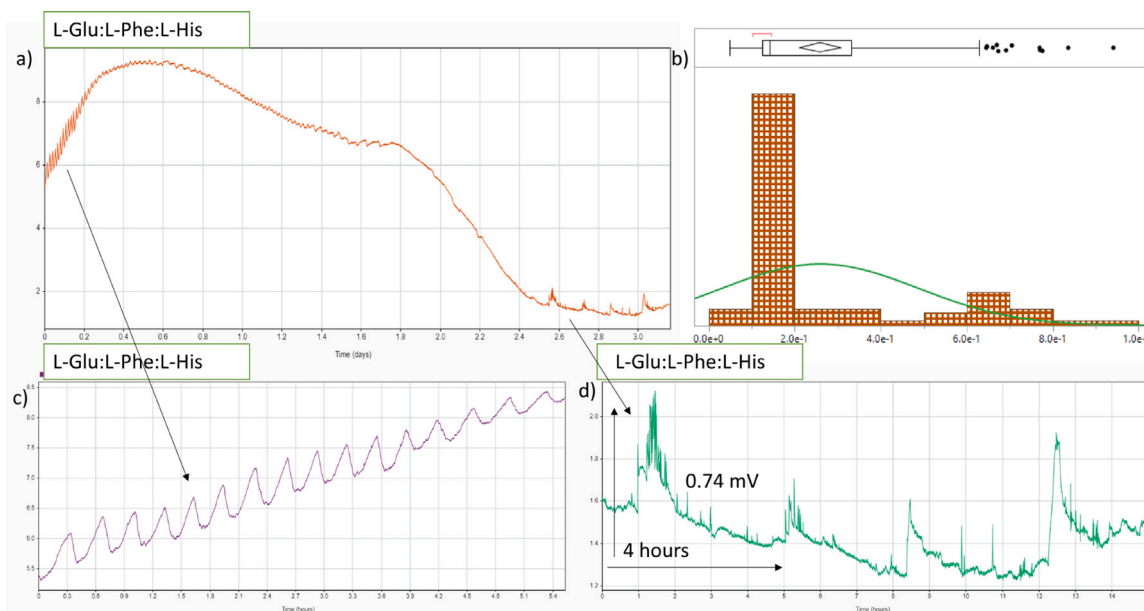 L-Glu:L-Phe:L-His
a)
8
6
4
2
0 0.2 0.4 0.6 0.8 1.0 1.2 1.4 1.6 1.8 2.0 2.2 2.4 2.6 2.8 3.0
Time (days)
b)
0.0e+0 2.0e-1 4.0e-1 6.0e-1 8.0e-1 1.0e-
L-Glu:L-Phe:L-His
c)
8.5
8.0
7.5
7.0
6.5
6.0
5.5
0.0 0.3 0.6 0.9 1.2 1.5 1.8 2.1 2.4 2.7 3.0 3.3 3.6 3.9 4.2 4.5 4.8 5.1 5.4
Time (hours)
L-Glu:L-Phe:L-His
d)
2.0
1.8
1.6
1.4
1.2
0.74 mV
4 hours
0 1 2 3 4 5 6 7 8 9 10 11 12 13 14
Time (hours)